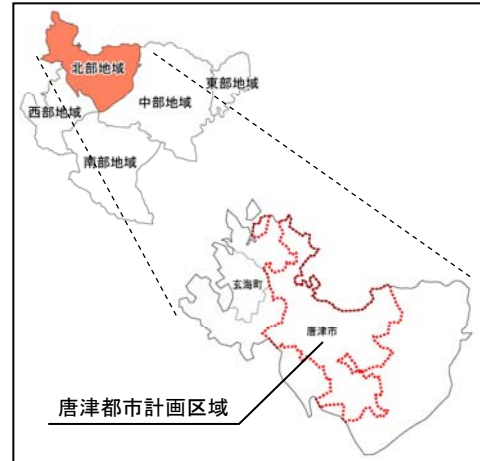 北部地域
東部地域
西部地域
中部地域
南部地域
玄海町
唐津市
唐津都市計画区域